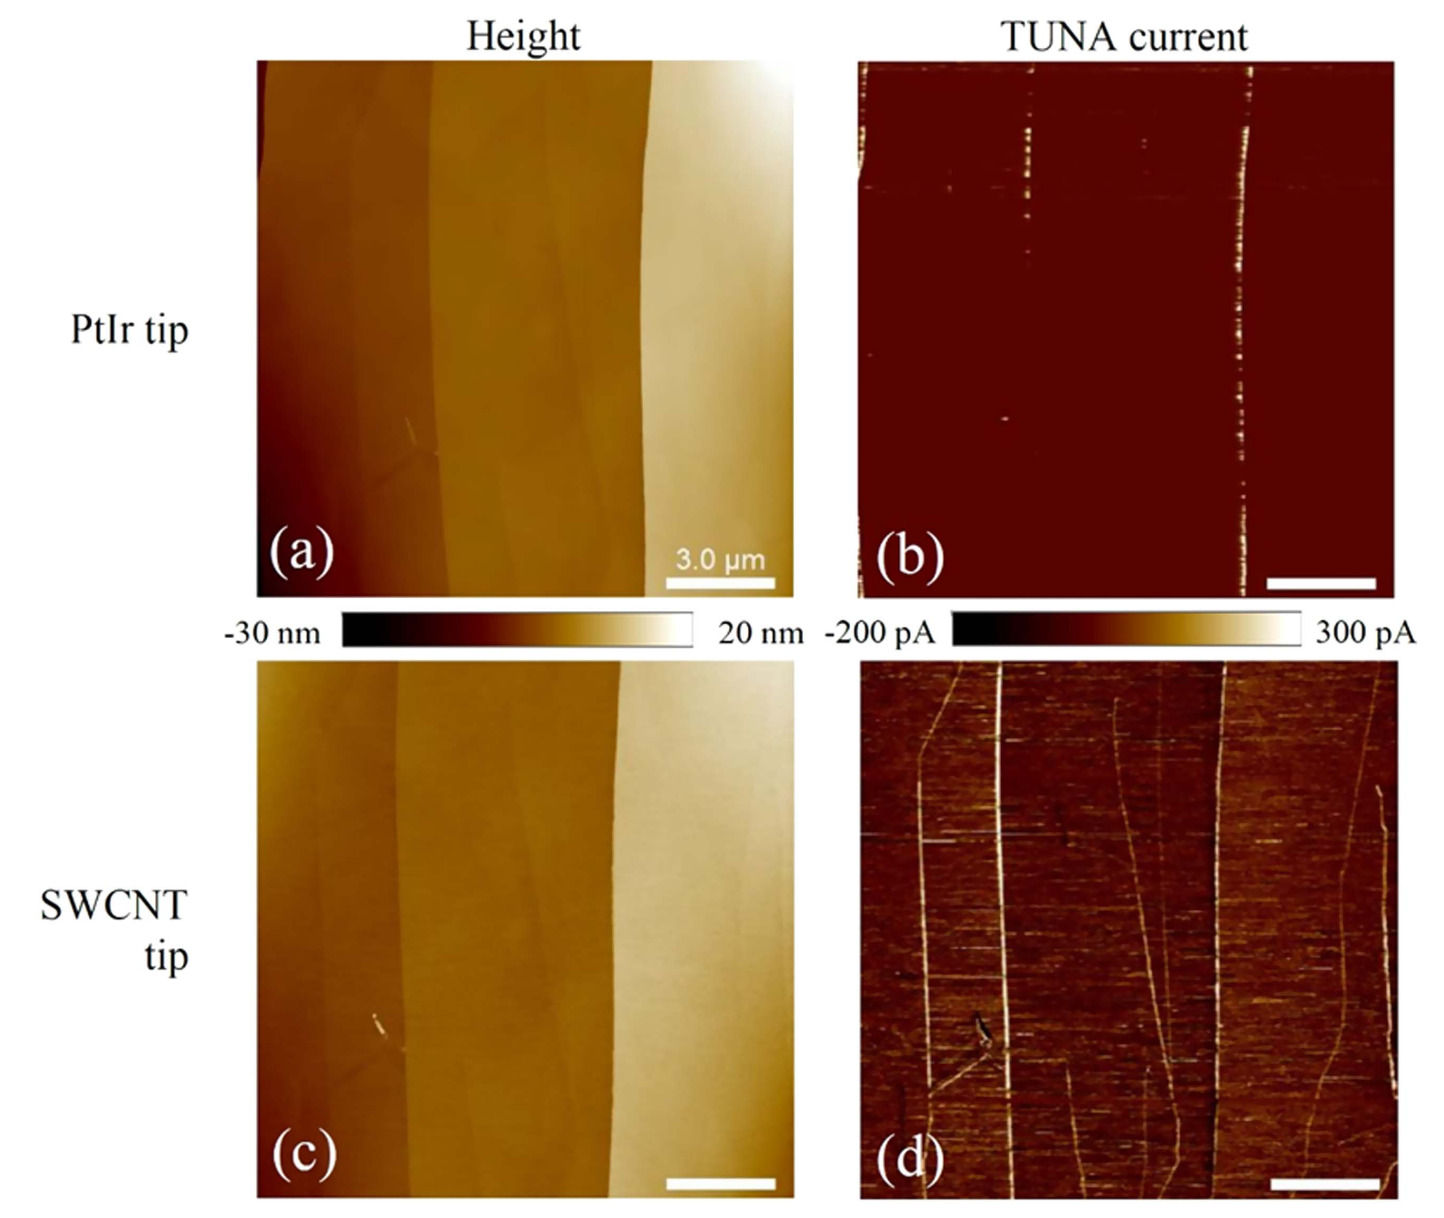 Height
TUNA current
PtIr tip
(a)
3.0 µm
(b)
-30 nm
20 nm
-200 pA
300 pA
SWCNT
tip
(c)
(d)